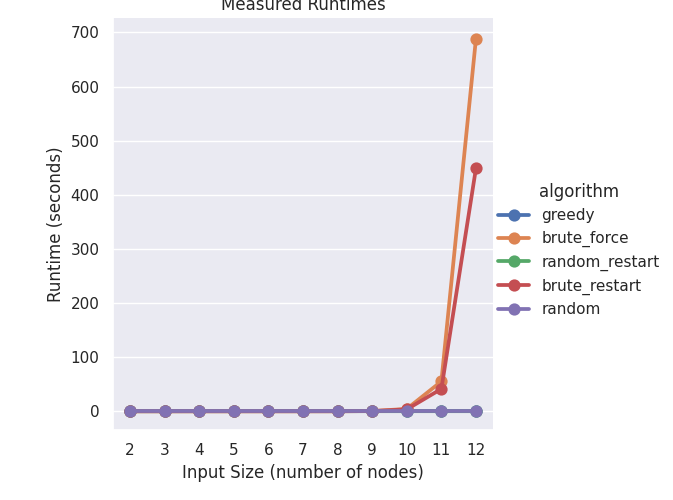 Measured Runtimes
700
600
500
400
300
200
100
0
Runtime (seconds)
2 3 4 5 6 7 8 9 10 11 12
Input Size (number of nodes)
algorithm
greedy
brute_force
random_restart
brute_restart
random